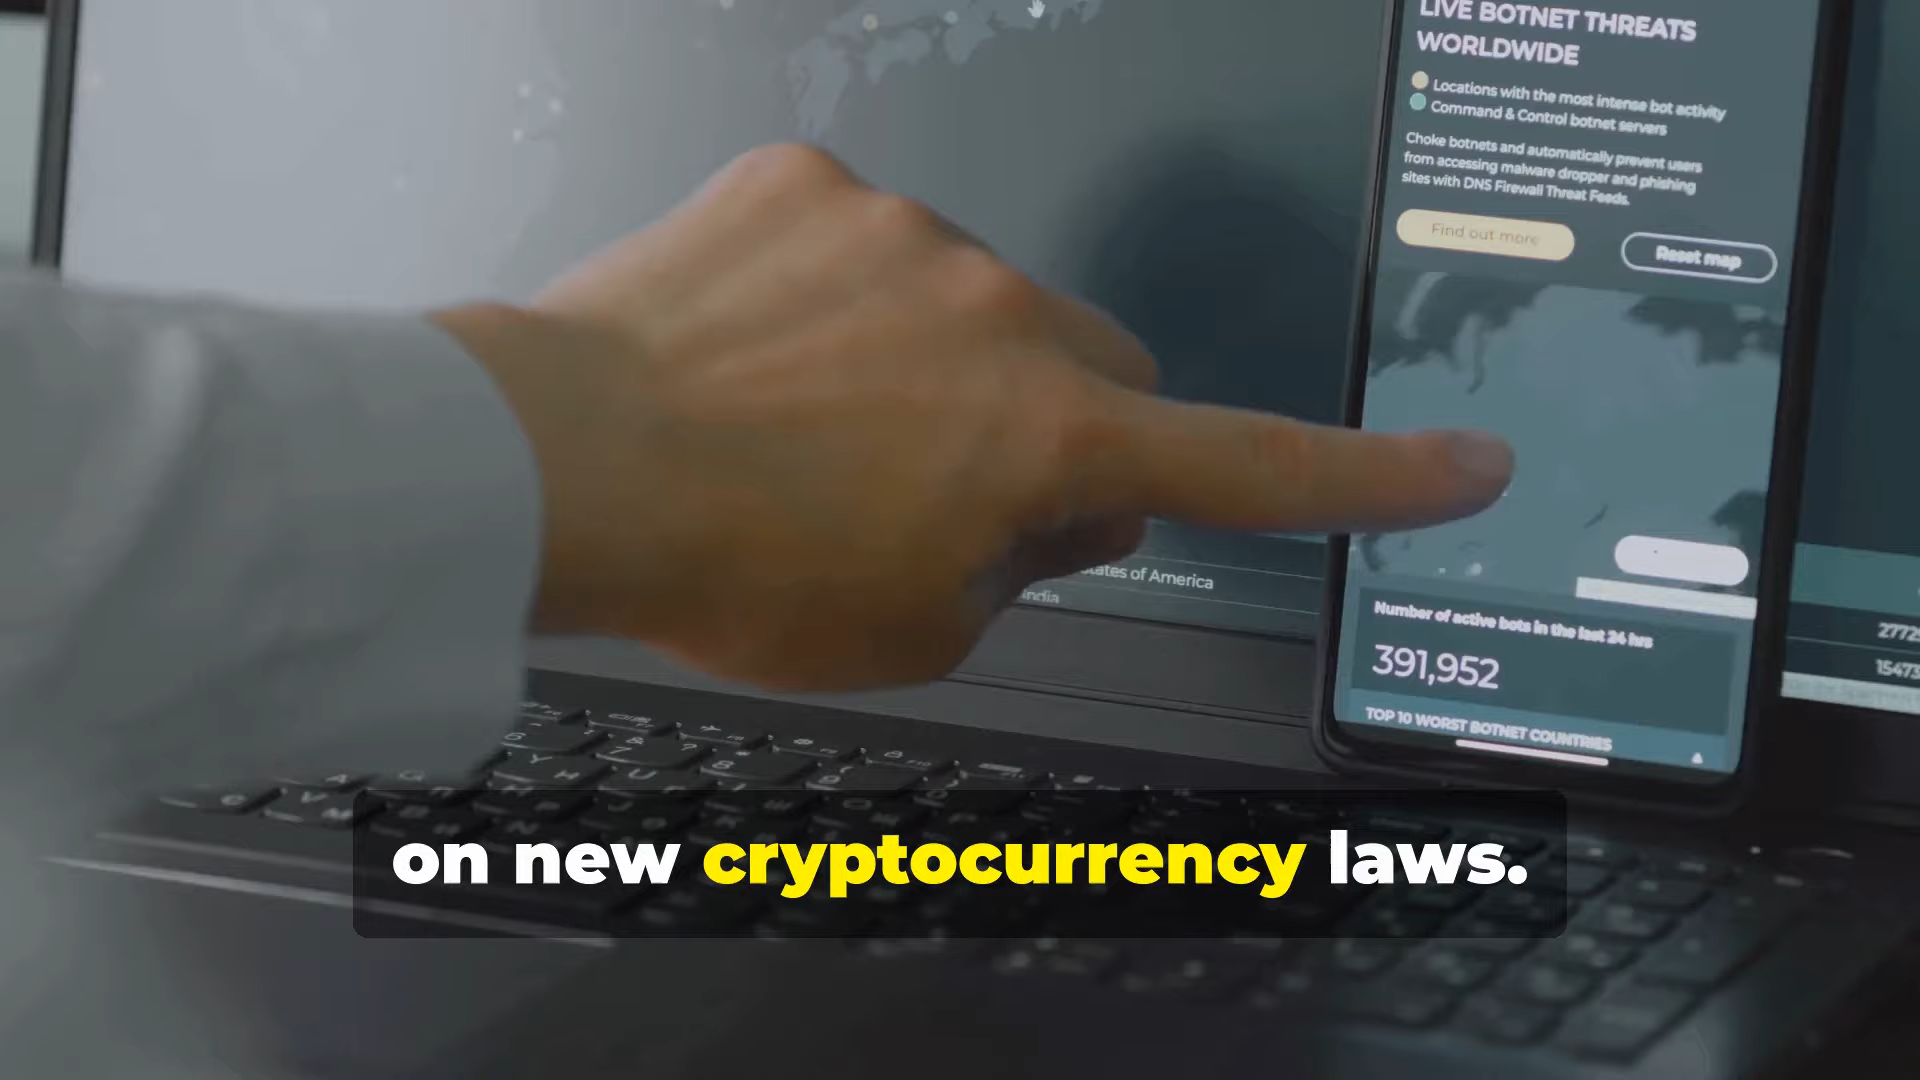 LIVE BOTNET THREATS
WORLDWIDE
Locations with the most intense bot activity
Command & Control botnet servers
Choke botnets and automatically prevent users
from accessing malware dropper and phishing
sites with DNS Firewall Threat Feeds.
Find out more
Reset map
States of America
India
Number of active bots in the last 24 hrs
391,952
TOP 10 WORST BOTNET COUNTRIES
2772
15473
on new cryptocurrency laws.